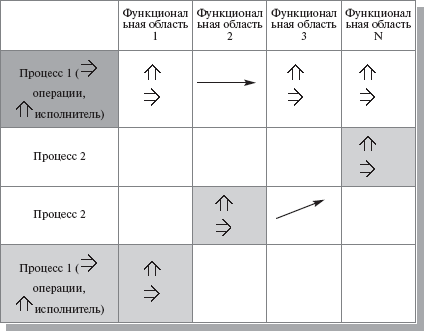 Функционал
ьная область
1
Функционал
ьная область
2
Функционал
ьная область
3
Функционал
ьная область
N
Процесс 1 (⇒
операции,
⇑исполнитель)
Процесс 2
Процесс 2
Процесс 1 (⇒
операции,
⇑исполнитель)